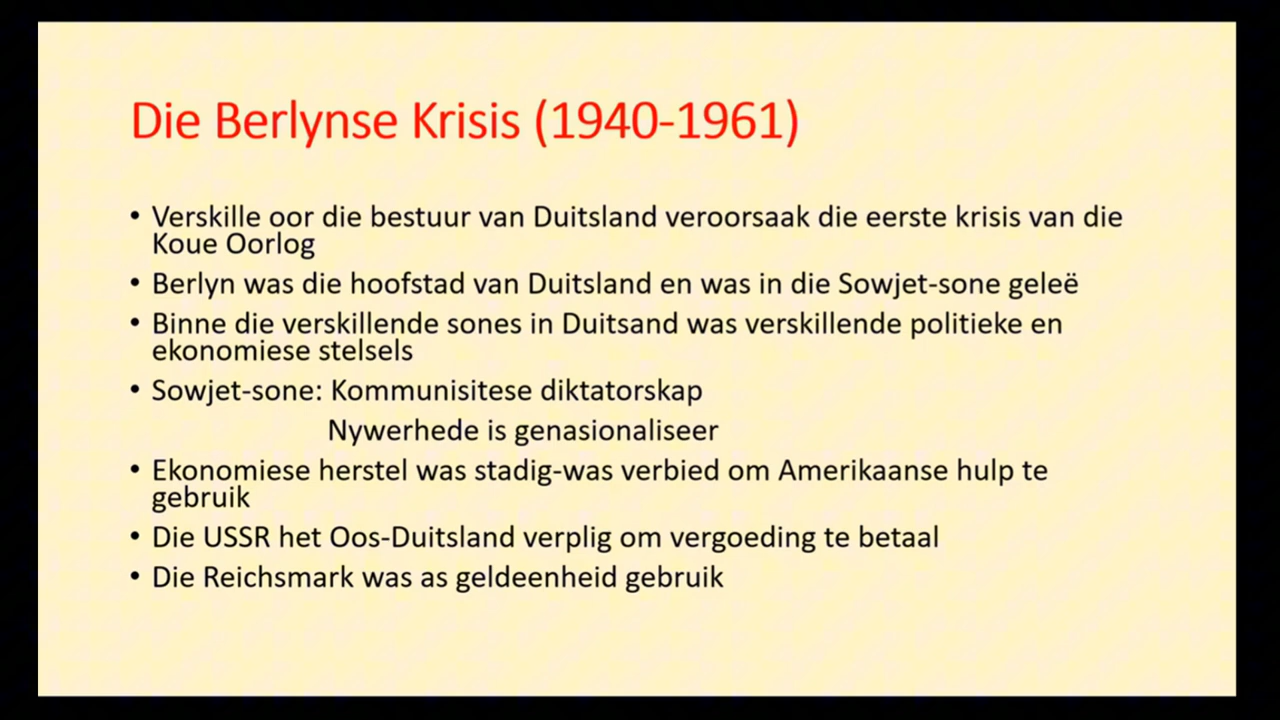 Die Berlynse Krisis (1940-1961)
• Verskille oor die bestuur van Duitsland veroorsaak die eerste krisis van die
Koue Oorlog
• Berlyn was die hoofstad van Duitsland en was in die Sowjet-sone geleë
• Binne die verskillende sones in Duitsand was verskillende politieke en
ekonomiese stelsels
• Sowjet-sone: Kommunisitese diktatorskap
Nywerhede is genasionaliseer
• Ekonomiese herstel was stadig-was verbied om Amerikaanse hulp te
gebruik
• Die USSR het Oos-Duitsland verplig om vergoeding te betaal
• Die Reichsmark was as geldeenheid gebruik